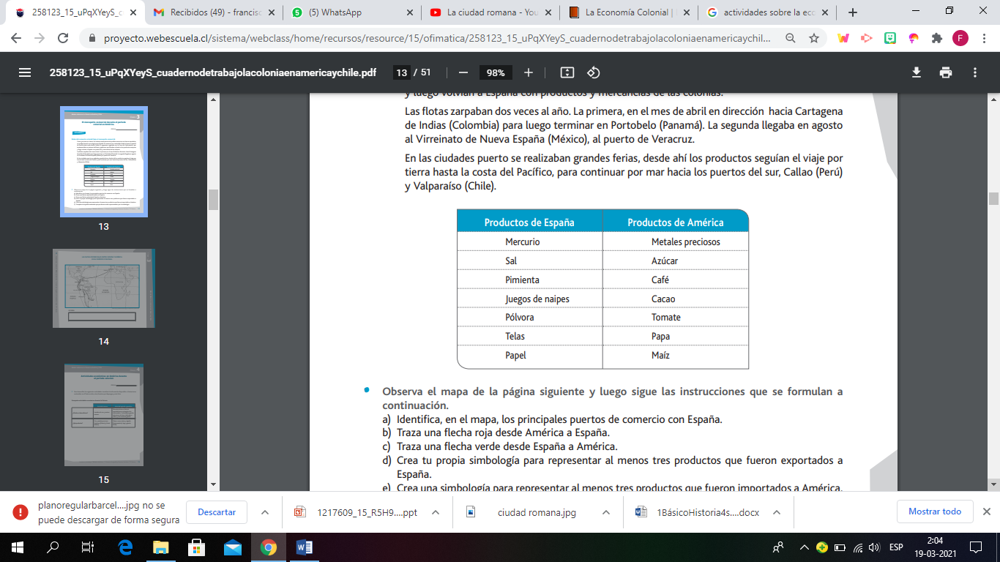 258123_15_uPqXYeyS_c
Recibidos (49) - francisc
(5) WhatsApp
La ciudad romana - You
La Economía Colonial |
actividades sobre la ecc
proyecto.webescuela.cl/sistema/webclass/home/recursos/resource/15/ofimatica/258123_15_uPqXYeyS_cuadernodetrabajolacoloniaenamericaychil...
F
258123_15_uPqXYeyS_cuadernodetrabajolacoloniaenamericaychile.pdf
13 / 51
98%
y luego volvían a España con productos y mercancías de las colonias.
Las flotas zarpaban dos veces al año. La primera, en el mes de abril en dirección hacia Cartagena
de Indias (Colombia) para luego terminar en Portobelo (Panamá). La segunda llegaba en agosto
al Virreinato de Nueva España (México), al puerto de Veracruz.
En las ciudades puerto se realizaban grandes ferias, desde ahí los productos seguían el viaje por
tierra hasta la costa del Pacífico, para continuar por mar hacia los puertos del sur, Callao (Perú)
y Valparaíso (Chile).
Productos de España Productos de América
Mercurio Metales preciosos
Sal Azúcar
Pimienta Café
Juegos de naipes Cacao
Pólvora Tomate
Telas Papa
Papel Maíz
• Observa el mapa de la página siguiente y luego sigue las instrucciones que se formulan a
continuación.
a) Identifica, en el mapa, los principales puertos de comercio con España.
b) Traza una flecha roja desde América a España.
c) Traza una flecha verde desde España a América.
d) Crea tu propia simbología para representar al menos tres productos que fueron exportados a
España.
e) Crea una simbología para representar al menos tres productos que fueron importados a América.
13
14
15
planoregularbarcel....jpg no se
puede descargar de forma segura
Descartar
1217609_15_R5H9....ppt
ciudad romana.jpg
1BásicoHistoria4s....docx
Mostrar todo
ESP
2:04
19-03-2021